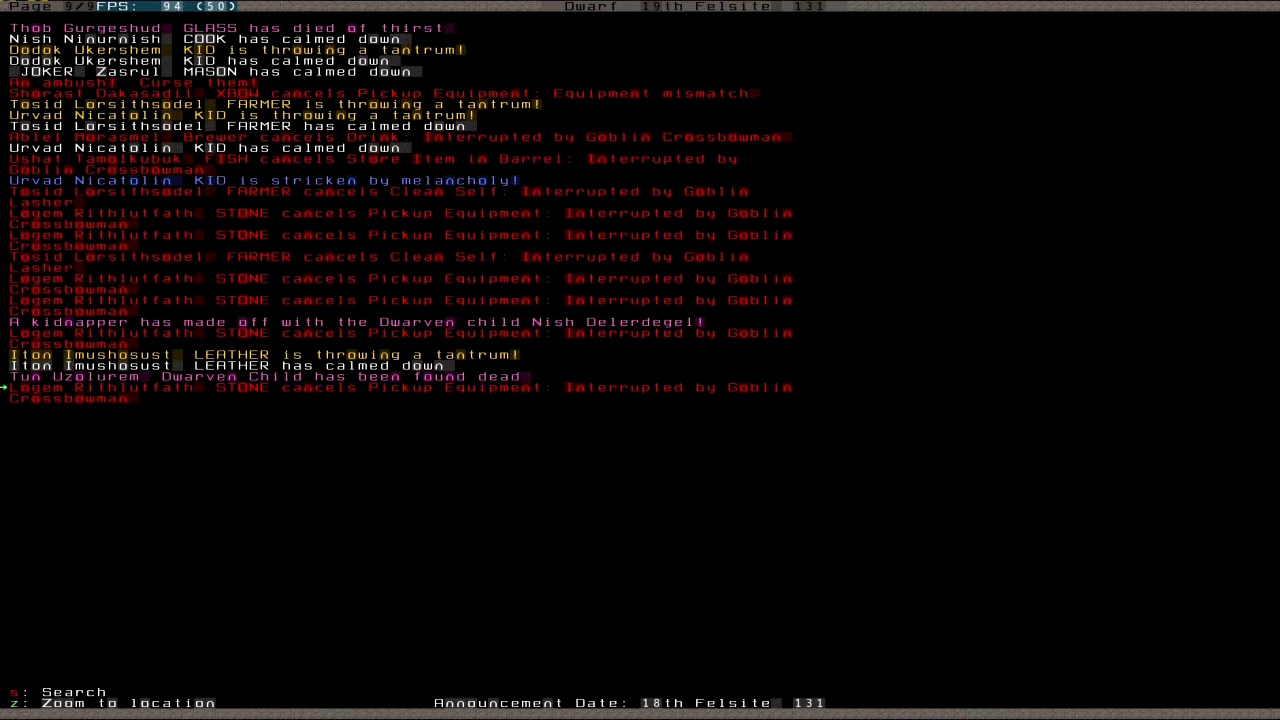 Page 9/9 FPS: 94 (50) Dwarf 19th Felsite 131
Thob Gurgeshud GLASS has died of thirst
Nish Ninurnish COOK has calmed down
Dodok Ukershem KID is throwing a tantrum!
Dodok Ukershem KID has calmed down
JOKER Zasrul MASON has calmed down
An ambush! Curse them!
Shorast Oakasadil XBOW cancels Pickup Equipment: Equipment mismatch
Tosid Lorsithsodel FARMER is throwing a tantrum!
Urvad Nicatolin KID is throwing a tantrum!
Tosid Lorsithsodel FARMER has calmed down
Ablel Morasmel Brewer cancels Drink: Interrupted by Goblin Crossbowman
Urvad Nicatolin KID has calmed down
Ushat Tamolkubuk FISH cancels Store Item in Barrel: Interrupted by
Goblin Crossbowman
Urvad Nicatolin KID is stricken by melancholy!
Tosid Lorsithsodel FARMER cancels Clean Self: Interrupted by Goblin
Lasher
Logem Rithlutfath STONE cancels Pickup Equipment: Interrupted by Goblin
Crossbowman
Logem Rithlutfath STONE cancels Pickup Equipment: Interrupted by Goblin
Crossbowman
Tosid Lorsithsodel FARMER cancels Clean Self: Interrupted by Goblin
Lasher
Logem Rithlutfath STONE cancels Pickup Equipment: Interrupted by Goblin
Crossbowman
Logem Rithlutfath STONE cancels Pickup Equipment: Interrupted by Goblin
Crossbowman
A kidnapper has made off with the Dwarven child Nish Delerdegel!
Logem Rithlutfath STONE cancels Pickup Equipment: Interrupted by Goblin
Crossbowman
Iton Imushosust LEATHER is throwing a tantrum!
Iton Imushosust LEATHER has calmed down
Tun Uzolurem Dwarven Child has been found dead
Logem Rithlutfath STONE cancels Pickup Equipment: Interrupted by Goblin
Crossbowman
s: Search
z: Zoom to location Announcement Date: 18th Felsite 131